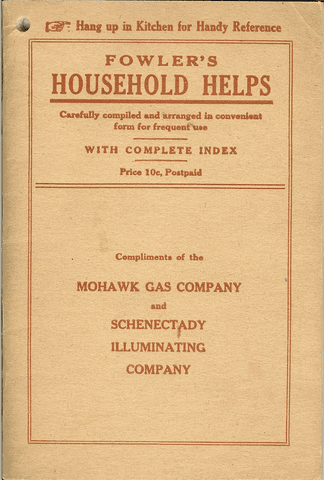 Hang up in Kitchen for Handy Reference
FOWLER'S
HOUSEHOLD HELPS
Carefully compiled and arranged in convenient
form for frequent use
WITH COMPLETE INDEX
Price 10c, Postpaid
Compliments of the
MOHAWK GAS COMPANY
and
SCHENECTADY
ILLUMINATING
COMPANY